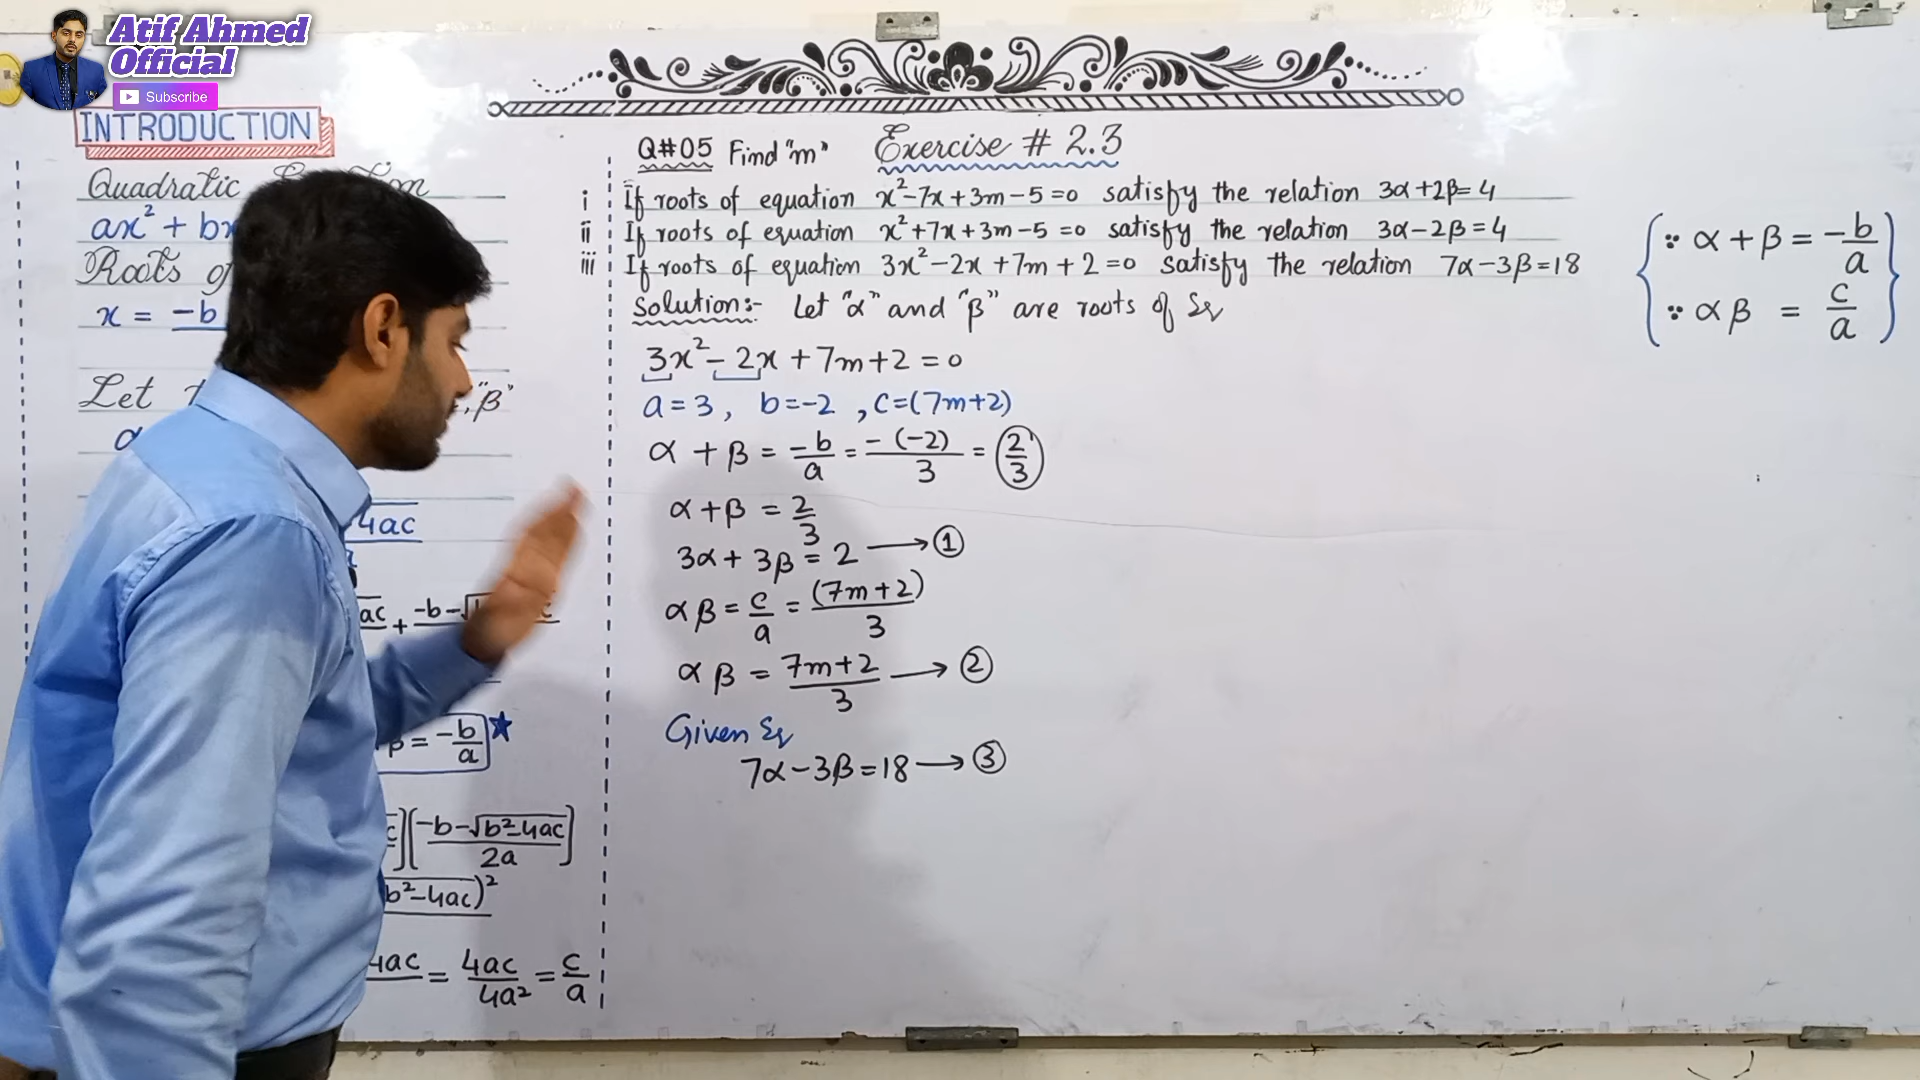 Atif Ahmed
Official
Subscribe
INTRODUCTION
Quadratic
ax² + bx
Roots of
x = -b
Let
α
, "β"
4ac
ac + -b-√
β = -b/a ★
c][-b-√b²-4ac / 2a]
b²-4ac)²
4ac = 4ac/4a² = c/a
Exercise # 2.3
Q#05 Find "m"
i If roots of equation x²-7x+3m-5=0 satisfy the relation 3α+2β=4
ii If roots of equation x²+7x+3m-5=0 satisfy the relation 3α-2β=4
iii If roots of equation 3x²-2x+7m+2=0 satisfy the relation 7α-3β=18
Solution:- Let "α" and "β" are roots of Eq
3x²-2x+7m+2=0
a=3, b=-2, c=(7m+2)
α+β = -b/a = -(-2)/3 = 2/3
α+β = 2/3
3α+3β=2 → ①
αβ = c/a = (7m+2)/3
αβ = 7m+2/3 → ②
Given Eq
7α-3β=18 → ③
∵ α+β = -b/a
∵ αβ = c/a